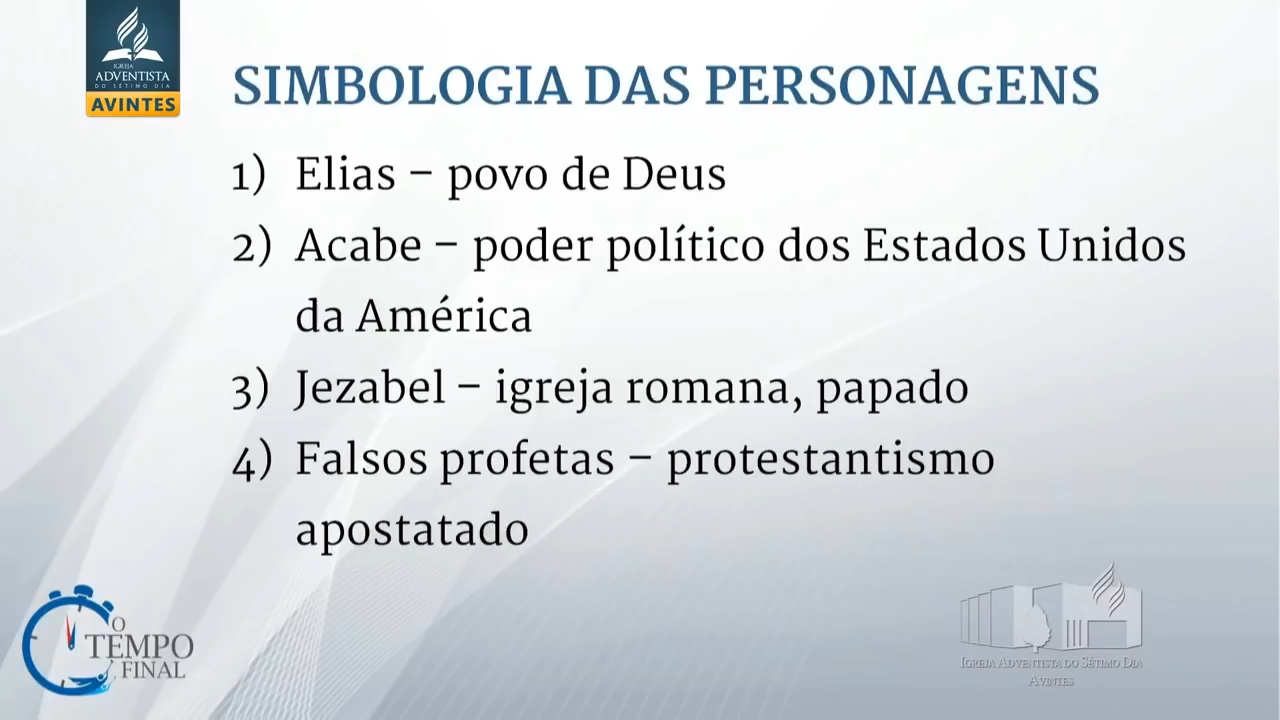 IGREJA
ADVENTISTA
DO SÉTIMO DIA
AVINTES
SIMBOLOGIA DAS PERSONAGENS
1) Elias – povo de Deus
2) Acabe – poder político dos Estados Unidos
da América
3) Jezabel – igreja romana, papado
4) Falsos profetas – protestantismo
apostatado
O
TEMPO
FINAL
IGREJA ADVENTISTA DO SÉTIMO DIA
AVINTES